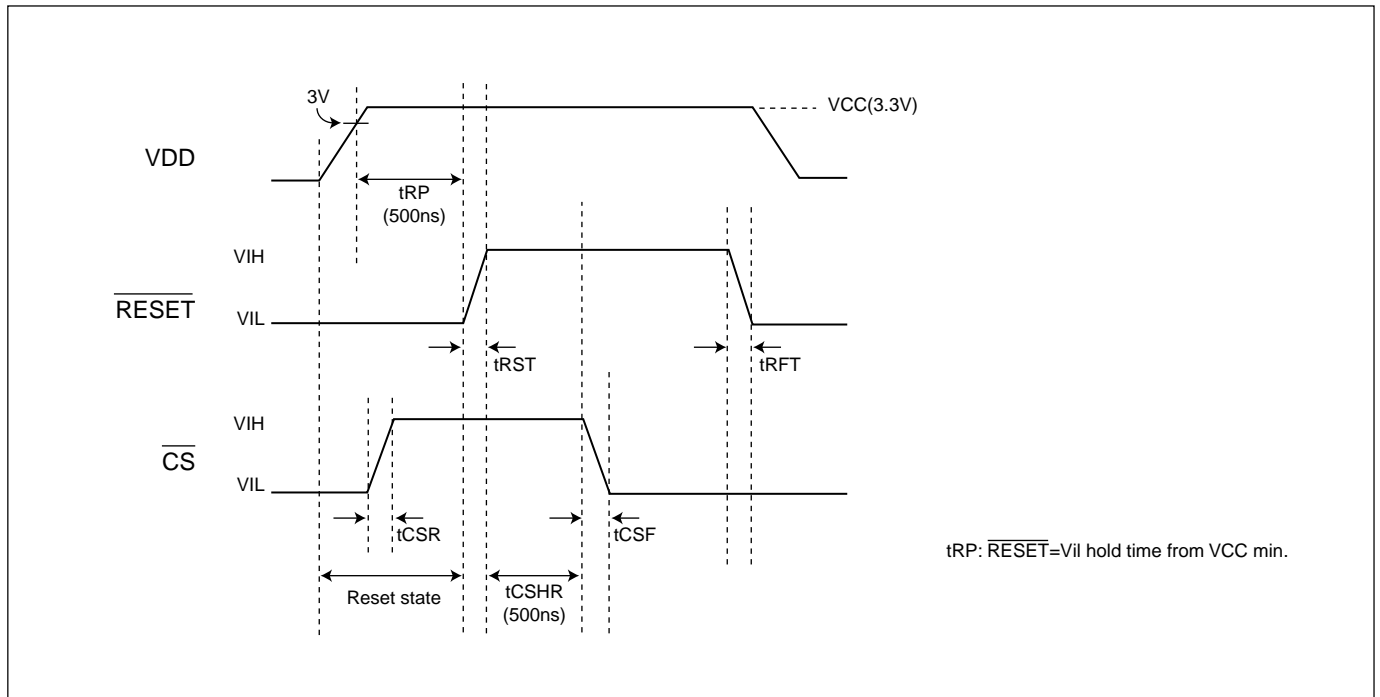 3V
VCC(3.3V)
VDD
tRP
(500ns)
VIH
RESET
VIL
tRST
tRFT
VIH
CS
VIL
tCSR
tCSF
tRP: RESET=Vil hold time from VCC min.
Reset state
tCSHR
(500ns)